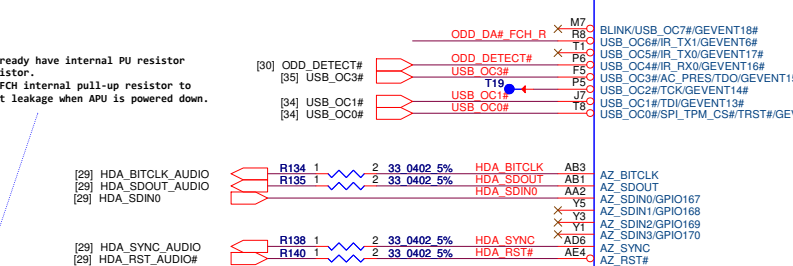 M7 BLINK/USB_OC7#/GEVENT18#
ODD_DA#_FCH_R R8 USB_OC6#/IR_TX1/GEVENT6#
T1 USB_OC5#/IR_TX0/GEVENT17#
[30] ODD_DETECT# ODD_DETECT# P6 USB_OC4#/IR_RX0/GEVENT16#
[35] USB_OC3# USB_OC3# F5 USB_OC3#/AC_PRES/TDO/GEVENT15
T19 P5 USB_OC2#/TCK/GEVENT14#
[34] USB_OC1# USB_OC1# J7 USB_OC1#/TDI/GEVENT13#
[34] USB_OC0# USB_OC0# T8 USB_OC0#/SPI_TPM_CS#/TRST#/GEV
ready have internal PU resistor
istor.
FCH internal pull-up resistor to
t leakage when APU is powered down.
[29] HDA_BITCLK_AUDIO R134 1 2 33_0402_5% HDA_BITCLK AB3 AZ_BITCLK
[29] HDA_SDOUT_AUDIO R135 1 2 33_0402_5% HDA_SDOUT AB1 AZ_SDOUT
[29] HDA_SDIN0 HDA_SDIN0 AA2 AZ_SDIN0/GPIO167
Y5 AZ_SDIN1/GPIO168
Y3 AZ_SDIN2/GPIO169
Y1 AZ_SDIN3/GPIO170
[29] HDA_SYNC_AUDIO R138 1 2 33_0402_5% HDA_SYNC AD6 AZ_SYNC
[29] HDA_RST_AUDIO# R140 1 2 33_0402_5% HDA_RST# AE4 AZ_RST#